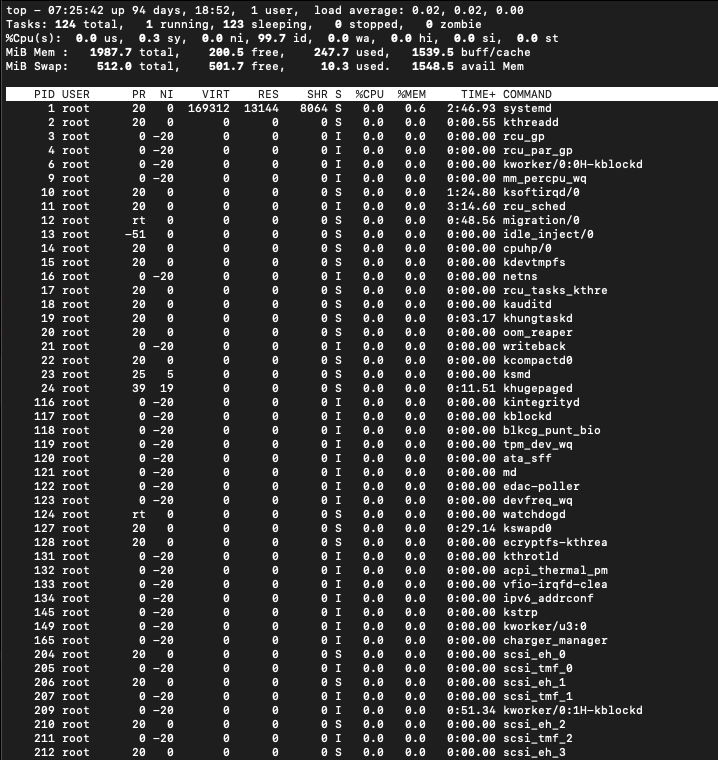 top - 07:25:42 up 94 days, 18:52,  1 user,  load average: 0.02, 0.02, 0.00
Tasks: 124 total,   1 running, 123 sleeping,   0 stopped,   0 zombie
%Cpu(s):  0.0 us,  0.3 sy,  0.0 ni, 99.7 id,  0.0 wa,  0.0 hi,  0.0 si,  0.0 st
MiB Mem :   1987.7 total,    200.5 free,    247.7 used,   1539.5 buff/cache
MiB Swap:    512.0 total,    501.7 free,     10.3 used.   1548.5 avail Mem
PID USER      PR  NI    VIRT    RES    SHR S  %CPU  %MEM     TIME+ COMMAND
1 root      20   0  169312  13144   8064 S   0.0   0.6   2:46.93 systemd
2 root      20   0       0      0      0 S   0.0   0.0   0:00.55 kthreadd
3 root       0 -20       0      0      0 I   0.0   0.0   0:00.00 rcu_gp
4 root       0 -20       0      0      0 I   0.0   0.0   0:00.00 rcu_par_gp
6 root       0 -20       0      0      0 I   0.0   0.0   0:00.00 kworker/0:0H-kblockd
9 root       0 -20       0      0      0 I   0.0   0.0   0:00.00 mm_percpu_wq
10 root      20   0       0      0      0 S   0.0   0.0   1:24.80 ksoftirqd/0
11 root      20   0       0      0      0 I   0.0   0.0   3:14.60 rcu_sched
12 root      rt   0       0      0      0 S   0.0   0.0   0:48.56 migration/0
13 root     -51   0       0      0      0 S   0.0   0.0   0:00.00 idle_inject/0
14 root      20   0       0      0      0 S   0.0   0.0   0:00.00 cpuhp/0
15 root      20   0       0      0      0 S   0.0   0.0   0:00.00 kdevtmpfs
16 root       0 -20       0      0      0 I   0.0   0.0   0:00.00 netns
17 root      20   0       0      0      0 S   0.0   0.0   0:00.00 rcu_tasks_kthre
18 root      20   0       0      0      0 S   0.0   0.0   0:00.00 kauditd
19 root      20   0       0      0      0 S   0.0   0.0   0:03.17 khungtaskd
20 root      20   0       0      0      0 S   0.0   0.0   0:00.00 oom_reaper
21 root       0 -20       0      0      0 I   0.0   0.0   0:00.00 writeback
22 root      20   0       0      0      0 S   0.0   0.0   0:00.00 kcompactd0
23 root      25   5       0      0      0 S   0.0   0.0   0:00.00 ksmd
24 root      39  19       0      0      0 S   0.0   0.0   0:11.51 khugepaged
116 root       0 -20       0      0      0 I   0.0   0.0   0:00.00 kintegrityd
117 root       0 -20       0      0      0 I   0.0   0.0   0:00.00 kblockd
118 root       0 -20       0      0      0 I   0.0   0.0   0:00.00 blkcg_punt_bio
119 root       0 -20       0      0      0 I   0.0   0.0   0:00.00 tpm_dev_wq
120 root       0 -20       0      0      0 I   0.0   0.0   0:00.00 ata_sff
121 root       0 -20       0      0      0 I   0.0   0.0   0:00.00 md
122 root       0 -20       0      0      0 I   0.0   0.0   0:00.00 edac-poller
123 root       0 -20       0      0      0 I   0.0   0.0   0:00.00 devfreq_wq
124 root      rt   0       0      0      0 S   0.0   0.0   0:00.00 watchdogd
127 root      20   0       0      0      0 S   0.0   0.0   0:29.14 kswapd0
128 root      20   0       0      0      0 S   0.0   0.0   0:00.00 ecryptfs-kthrea
131 root       0 -20       0      0      0 I   0.0   0.0   0:00.00 kthrotld
132 root       0 -20       0      0      0 I   0.0   0.0   0:00.00 acpi_thermal_pm
133 root       0 -20       0      0      0 I   0.0   0.0   0:00.00 vfio-irqfd-clea
134 root       0 -20       0      0      0 I   0.0   0.0   0:00.00 ipv6_addrconf
145 root       0 -20       0      0      0 I   0.0   0.0   0:00.00 kstrp
149 root       0 -20       0      0      0 I   0.0   0.0   0:00.00 kworker/u3:0
165 root       0 -20       0      0      0 I   0.0   0.0   0:00.00 charger_manager
204 root      20   0       0      0      0 S   0.0   0.0   0:00.00 scsi_eh_0
205 root       0 -20       0      0      0 I   0.0   0.0   0:00.00 scsi_tmf_0
206 root      20   0       0      0      0 S   0.0   0.0   0:00.00 scsi_eh_1
207 root       0 -20       0      0      0 I   0.0   0.0   0:00.00 scsi_tmf_1
209 root       0 -20       0      0      0 I   0.0   0.0   0:51.34 kworker/0:1H-kblockd
210 root      20   0       0      0      0 S   0.0   0.0   0:00.00 scsi_eh_2
211 root       0 -20       0      0      0 I   0.0   0.0   0:00.00 scsi_tmf_2
212 root      20   0       0      0      0 S   0.0   0.0   0:00.00 scsi_eh_3